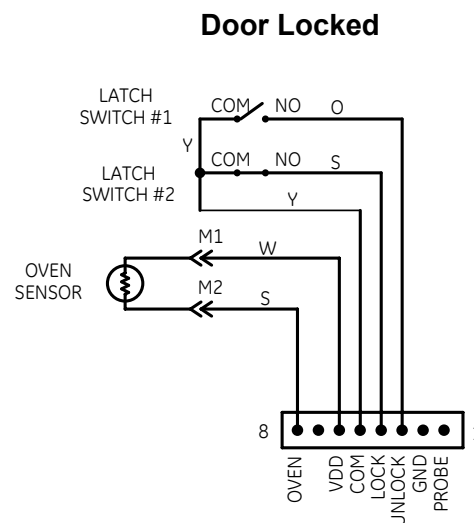 Door Locked
LATCH
SWITCH #1
COM
NO
O
Y
LATCH
SWITCH #2
COM
NO
S
Y
M1
W
OVEN
SENSOR
M2
S
8
OVEN
VDD
COM
LOCK
UNLOCK
GND
PROBE